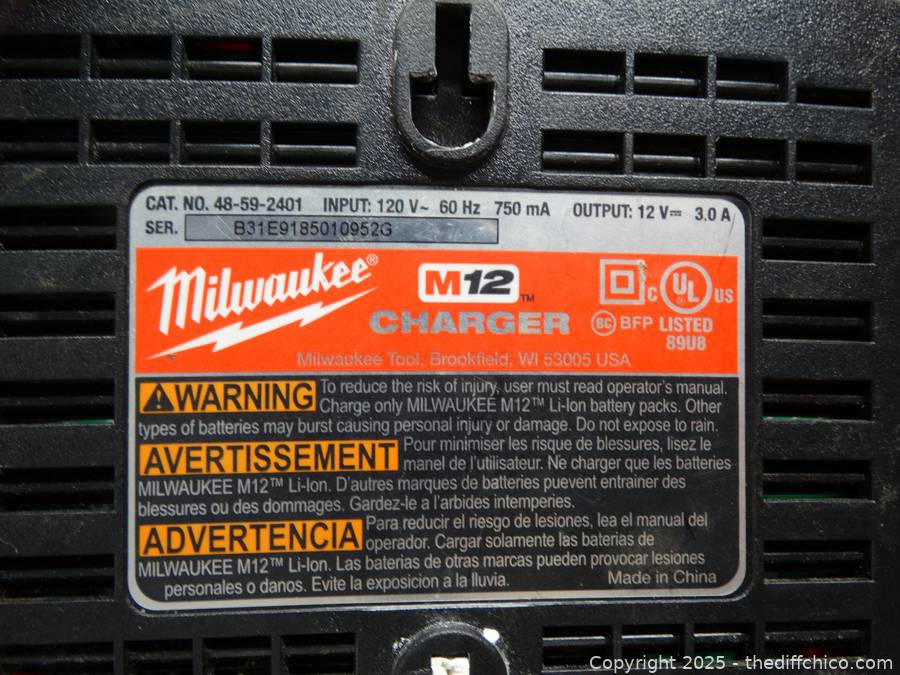 CAT. NO. 48-59-2401 INPUT: 120 V~ 60 Hz 750 mA OUTPUT: 12 V⎓ 3.0 A
SER. B31E9185010952G
Milwaukee® M12™ CHARGER
C UL® US
BC BFP LISTED
89U8
Milwaukee Tool, Brookfield, WI 53005 USA
⚠WARNING To reduce the risk of injury, user must read operator's manual.
Charge only MILWAUKEE M12™ Li-Ion battery packs. Other
types of batteries may burst causing personal injury or damage. Do not expose to rain.
AVERTISSEMENT Pour minimiser les risque de blessures, lisez le
manel de l'utilisateur. Ne charger que les batteries
MILWAUKEE M12™ Li-Ion. D'autres marques de batteries puevent entrainer des
blessures ou des dommages. Gardez-le a l'arbides intemperies.
ADVERTENCIA Para reducir el riesgo de lesiones, lea el manual del
operador. Cargar solamente las baterias de
MILWAUKEE M12™ Li-Ion. Las baterias de otras marcas pueden provocar lesiones
personales o danos. Evite la exposicion a la lluvia. Made in China
Copyright 2025 - thediffchico.com